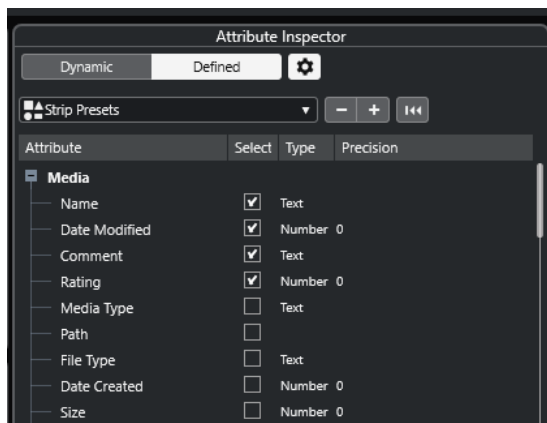 Attribute Inspector
Dynamic Defined
Strip Presets
Attribute Select Type Precision
Media
Name Text
Date Modified Number 0
Comment Text
Rating Number 0
Media Type Text
Path
File Type Text
Date Created Number 0
Size Number 0